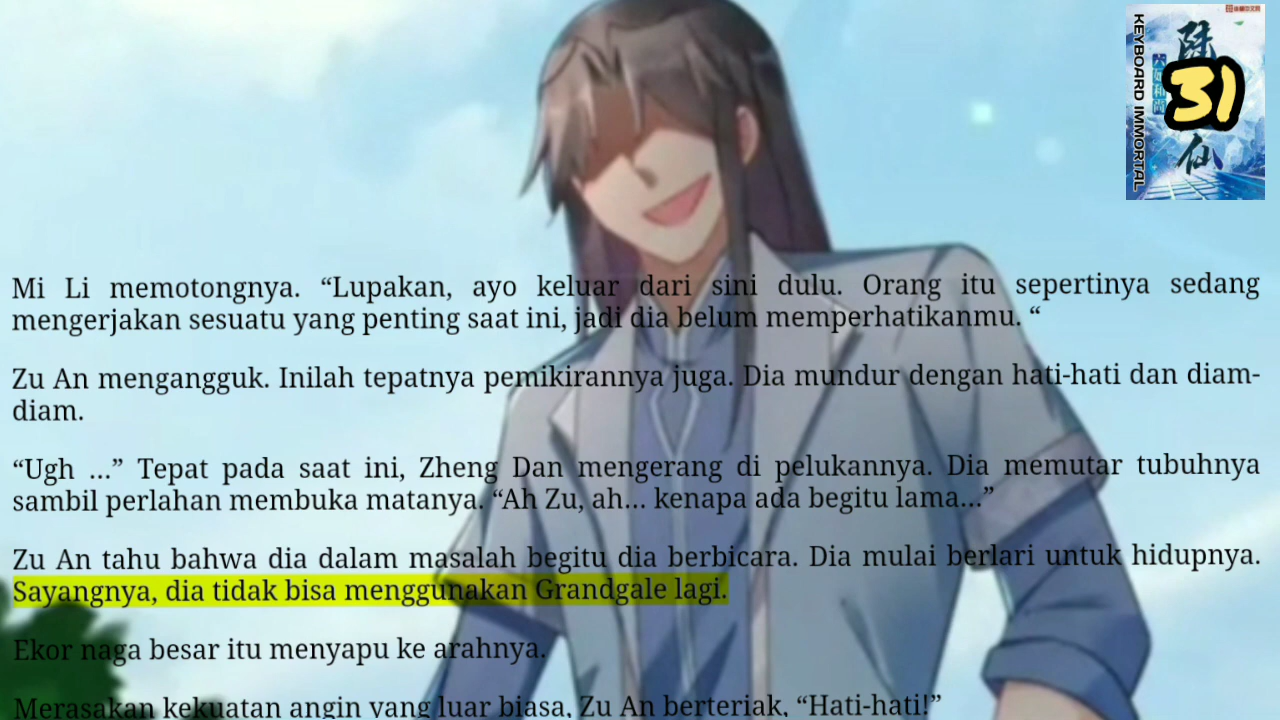 陆
31
仙
KEYBOARD IMMORTAL
Mi Li memotongnya. “Lupakan, ayo keluar dari sini dulu. Orang itu sepertinya sedang
mengerjakan sesuatu yang penting saat ini, jadi dia belum memperhatikanmu. “
Zu An mengangguk. Inilah tepatnya pemikirannya juga. Dia mundur dengan hati-hati dan diam-
diam.
“Ugh …” Tepat pada saat ini, Zheng Dan mengerang di pelukannya. Dia memutar tubuhnya
sambil perlahan membuka matanya. “Ah Zu, ah… kenapa ada begitu lama…”
Zu An tahu bahwa dia dalam masalah begitu dia berbicara. Dia mulai berlari untuk hidupnya.
Sayangnya, dia tidak bisa menggunakan Grandgale lagi.
Ekor naga besar itu menyapu ke arahnya.
Merasakan kekuatan angin yang luar biasa, Zu An berteriak, “Hati-hati!”